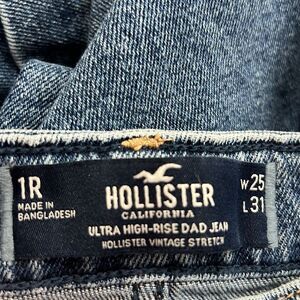 1R
MADE IN
BANGLADESH
HOLLISTER
CALIFORNIA
ULTRA HIGH-RISE DAD JEAN
HOLLISTER VINTAGE STRETCH
W 25
L 31